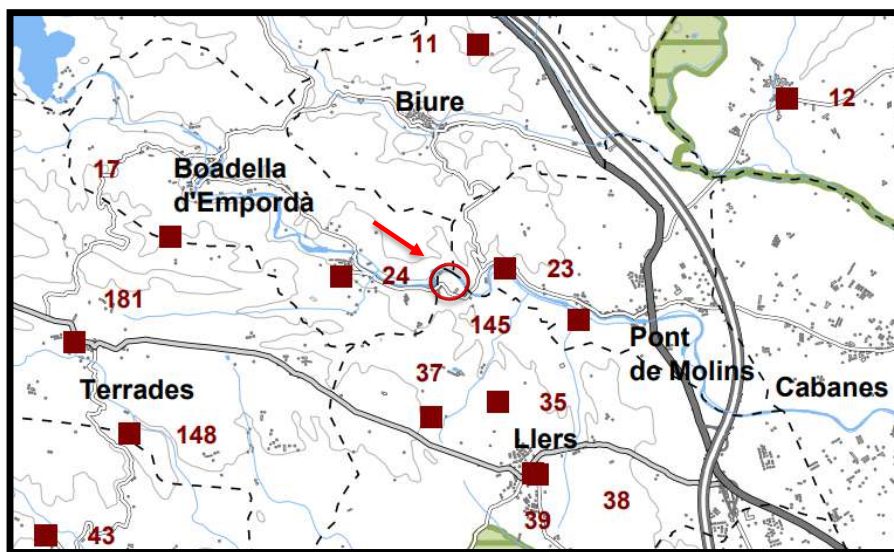 11
Biure
12
17
Boadella
d'Empordà
24
23
181
145
Pont
de Molins
37
Terrades
35
Cabanes
148
Llers
38
39
43